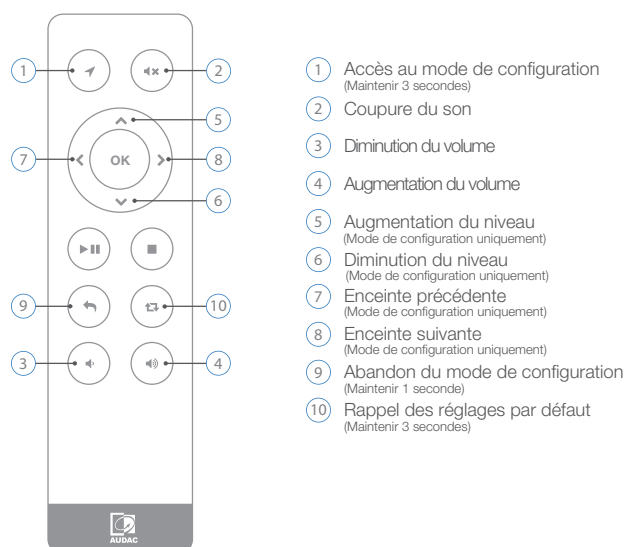 1
2
5
7
OK
8
6
9
10
3
4
AUDAC
1 Accès au mode de configuration
(Maintenir 3 secondes)
2 Coupure du son
3 Diminution du volume
4 Augmentation du volume
5 Augmentation du niveau
(Mode de configuration uniquement)
6 Diminution du niveau
(Mode de configuration uniquement)
7 Enceinte précédente
(Mode de configuration uniquement)
8 Enceinte suivante
(Mode de configuration uniquement)
9 Abandon du mode de configuration
(Maintenir 1 seconde)
10 Rappel des réglages par défaut
(Maintenir 3 secondes)